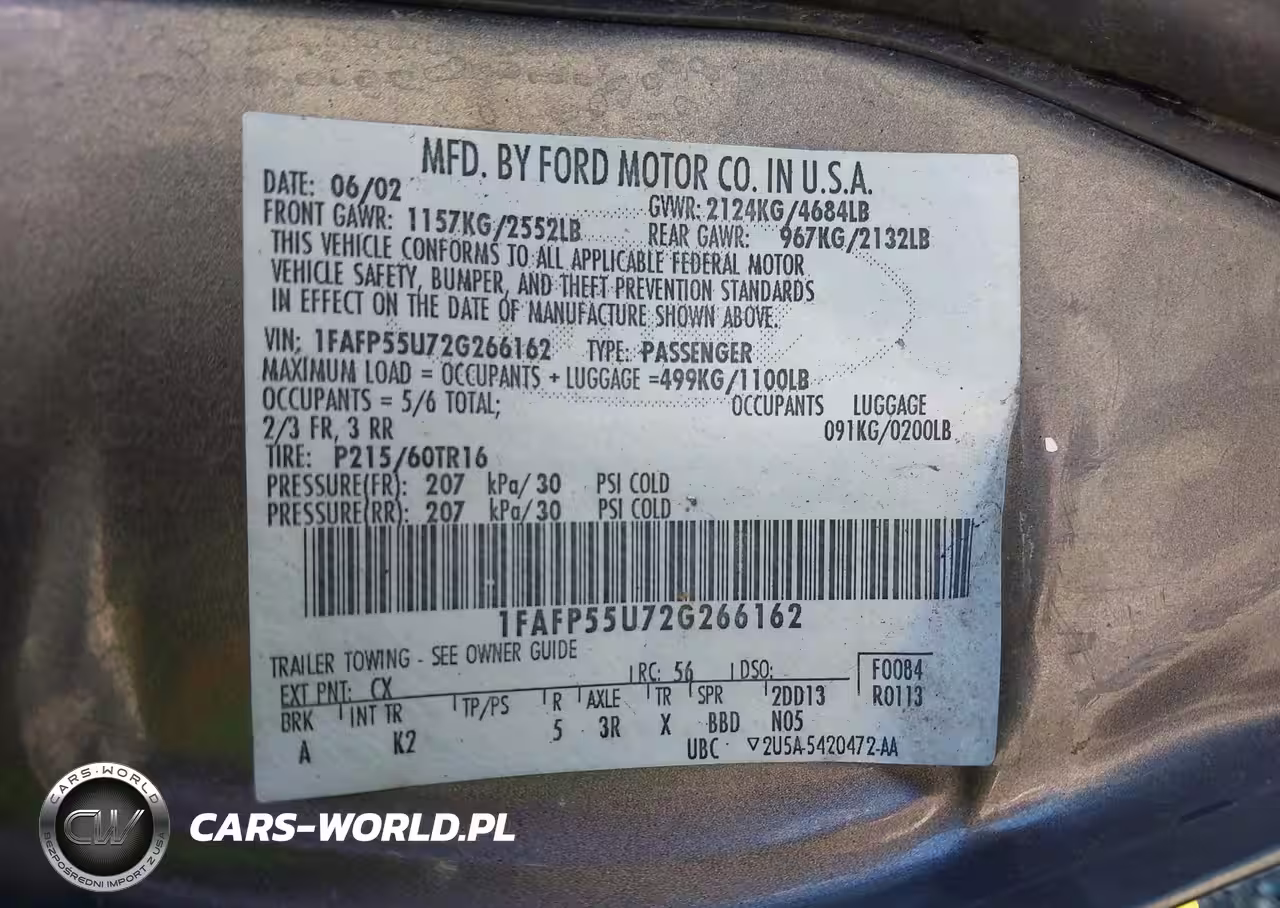 MFD. BY FORD MOTOR CO. IN U.S.A.
DATE: 06/02 GVWR: 2124KG/4684LB
FRONT GAWR: 1157KG/2552LB REAR GAWR: 967KG/2132LB
THIS VEHICLE CONFORMS TO ALL APPLICABLE FEDERAL MOTOR
VEHICLE SAFETY, BUMPER, AND THEFT PREVENTION STANDARDS
IN EFFECT ON THE DATE OF MANUFACTURE SHOWN ABOVE.
VIN: 1FAFP55U72G266162 TYPE: PASSENGER
MAXIMUM LOAD = OCCUPANTS + LUGGAGE =499KG/1100LB
OCCUPANTS = 5/6 TOTAL; OCCUPANTS LUGGAGE
2/3 FR, 3 RR 091KG/0200LB
TIRE: P215/60TR16
PRESSURE(FR): 207 kPa/ 30 PSI COLD
PRESSURE(RR): 207 kPa/ 30 PSI COLD
1FAFP55U72G266162
TRAILER TOWING - SEE OWNER GUIDE
EXT PNT: CX RC: 56 DSO: F0084
BRK INT TR TP/PS R AXLE TR SPR 2DD13 R0113
A K2 5 3R X BBD N05
UBC ▽2U5A-5420472-AA
CARS-WORLD
CW
BEZPOŚREDNI IMPORT Z USA
CARS-WORLD.PL